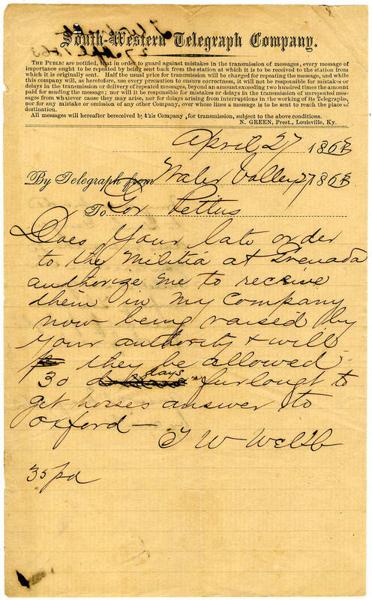 South-Western Telegraph Company.
THE PUBLIC are notified, that in order to guard against mistakes in the transmission of messages, every message
of importance ought to be repeated by being sent back from the station at which it is to be received to the station from
which it is originally sent. Half the usual price for transmission will be charged for repeating the message, and while
this company will, as heretofore, use every precaution to ensure correctness, it will not be responsible for mistakes or
delays in the transmission or delivery of repeated messages, beyond an amount exceeding two hundred times the amount
paid for sending the message; nor will it be responsible for mistakes or delays in the transmission of unrepeated messages
from whatever cause they may arise, nor for delays arising from interruptions in the working of its Telegraphs,
nor for any mistake or omission of any other Company, over whose lines a message is to be sent to reach the place of
destination.
All messages will hereafter be received by this Company, for transmission, subject to the above conditions.
N. GREEN, Prest., Louisville, Ky.
April 27 1863
By Telegraph from Water Valley 27 1863
To Gov Pettus
Does your late order
to the Militia at Grenada
authorize me to receive
them in my Company
now being raised by
your authority & will
they be allowed
30 days furlough to
get horses answer to
Oxford—
T W Webb
35 pd